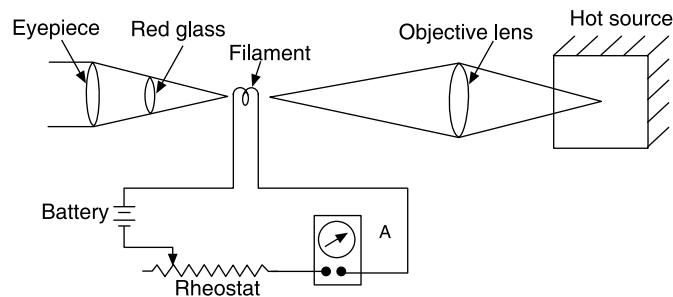 Eyepiece
Red glass
Filament
Objective lens
Hot source
Battery
A
Rheostat